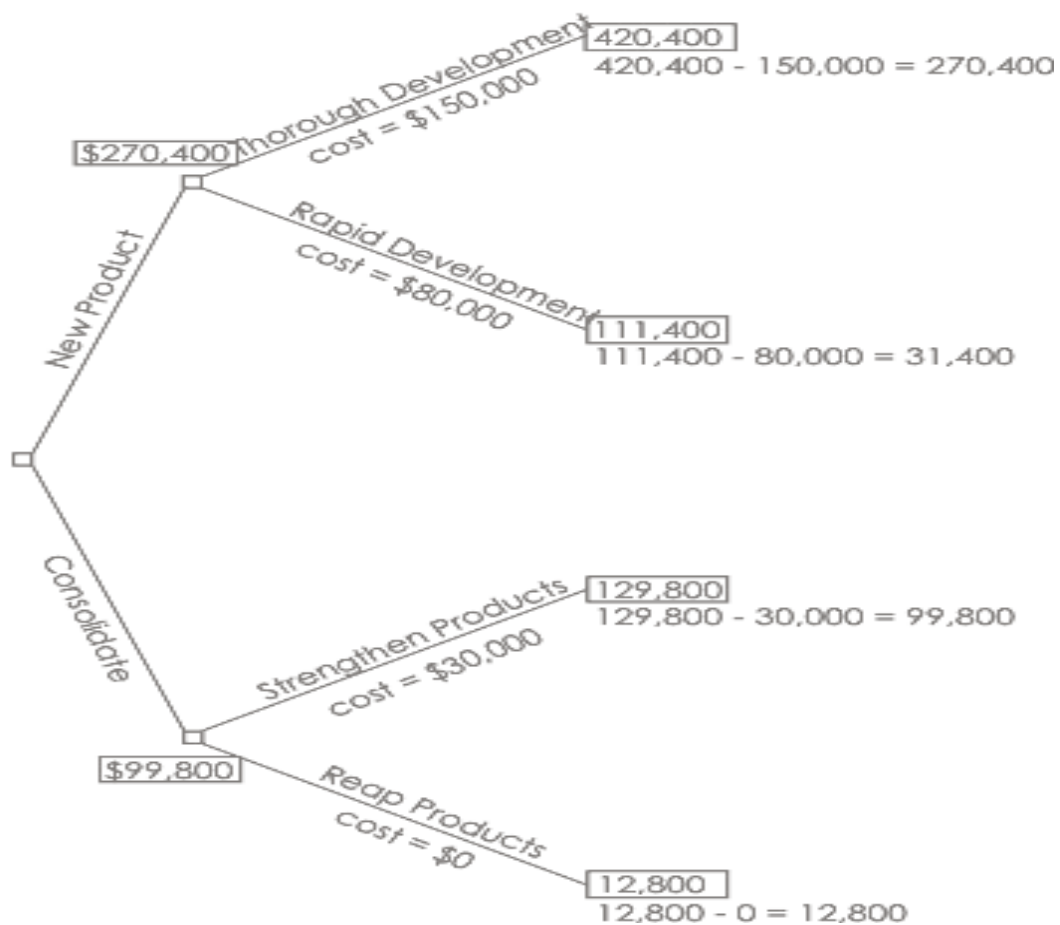 420,400
420,400 - 150,000 = 270,400
Thorough Development
cost = $150,000
$270,400
Rapid Development
cost = $80,000
New Product
111,400
111,400 - 80,000 = 31,400
Consolidate
129,800
129,800 - 30,000 = 99,800
Strengthen Products
cost = $30,000
$99,800
Reap Products
cost = $0
12,800
12,800 - 0 = 12,800